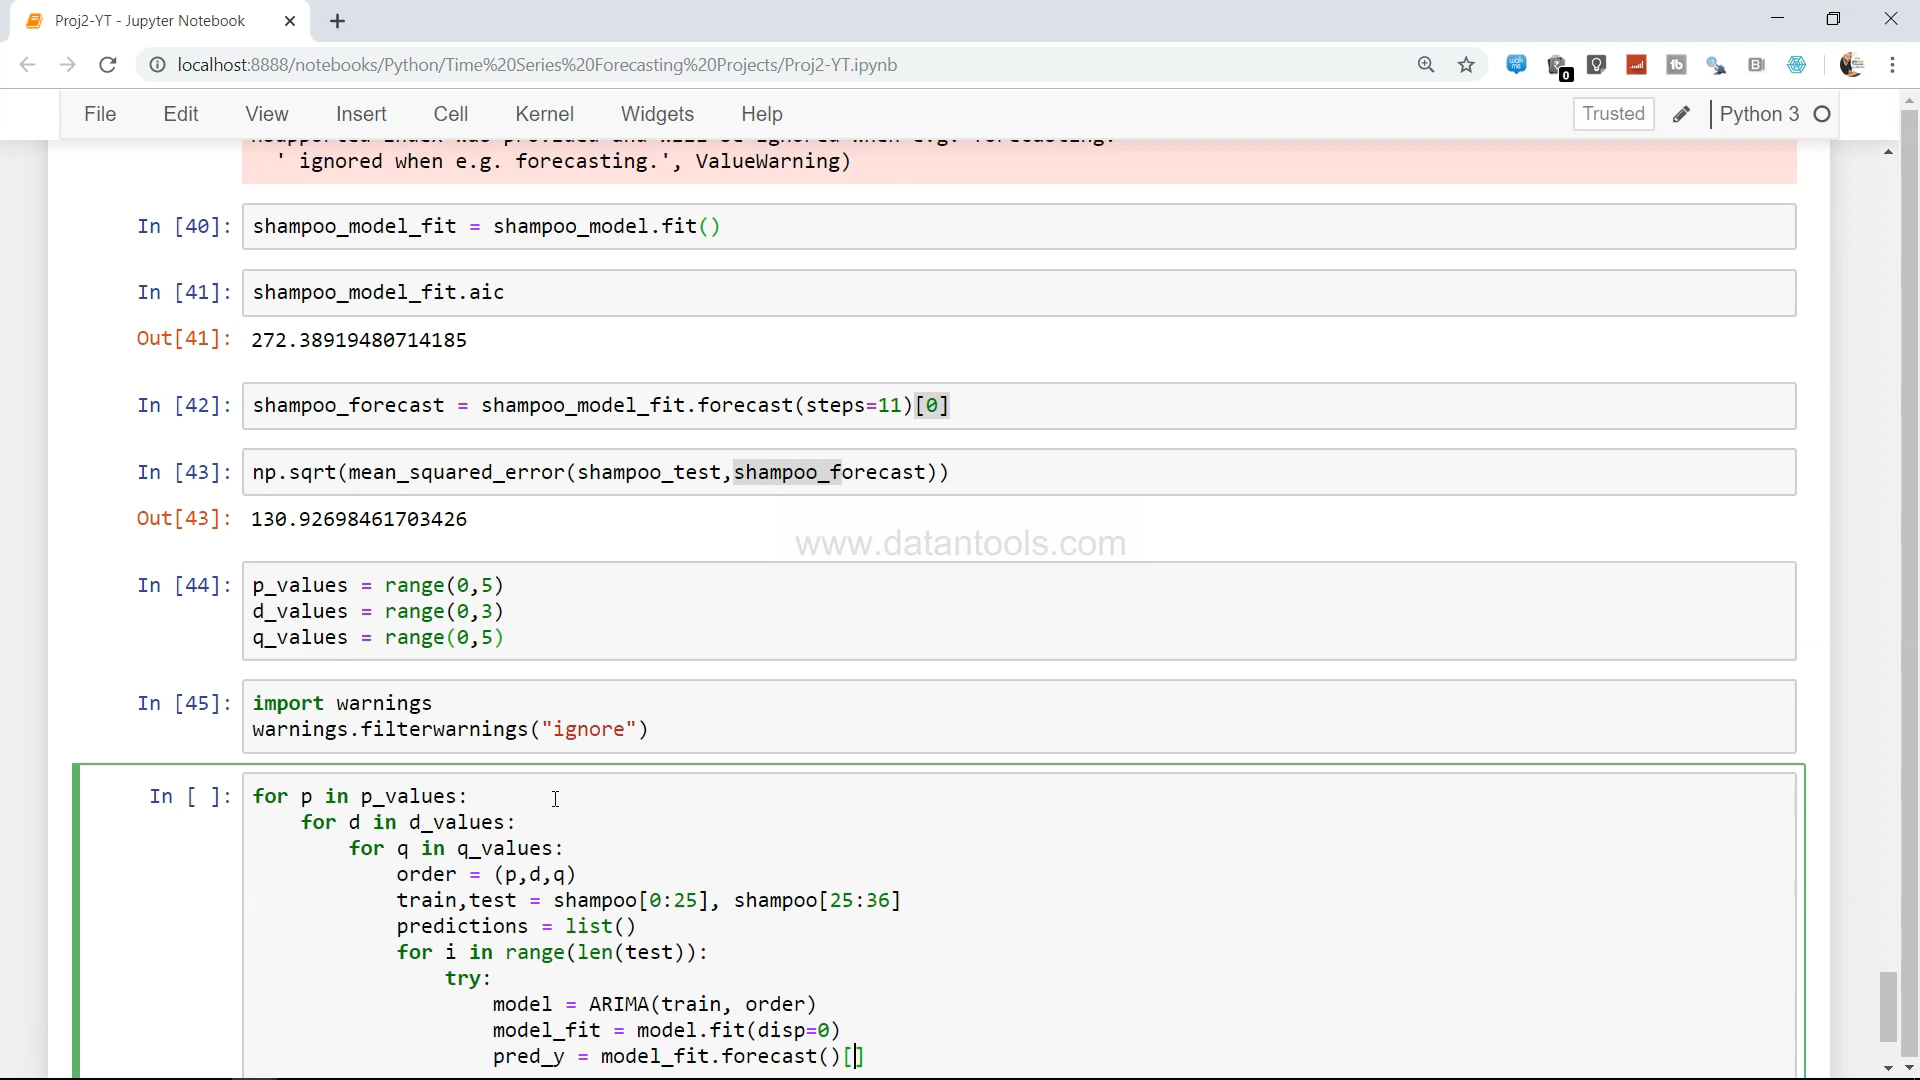 Proj2-YT - Jupyter Notebook
localhost:8888/notebooks/Python/Time%20Series%20Forecasting%20Projects/Proj2-YT.ipynb
0
File Edit View Insert Cell Kernel Widgets Help
Trusted
Python 3
' ignored when e.g. forecasting.', ValueWarning)
In [40]: shampoo_model_fit = shampoo_model.fit()
In [41]: shampoo_model_fit.aic
Out[41]: 272.38919480714185
In [42]: shampoo_forecast = shampoo_model_fit.forecast(steps=11)[0]
In [43]: np.sqrt(mean_squared_error(shampoo_test,shampoo_forecast))
Out[43]: 130.92698461703426
www.datantools.com
In [44]: p_values = range(0,5)
d_values = range(0,3)
q_values = range(0,5)
In [45]: import warnings
warnings.filterwarnings("ignore")
In [ ]: for p in p_values:
for d in d_values:
for q in q_values:
order = (p,d,q)
train,test = shampoo[0:25], shampoo[25:36]
predictions = list()
for i in range(len(test)):
try:
model = ARIMA(train, order)
model_fit = model.fit(disp=0)
pred_y = model_fit.forecast()[]